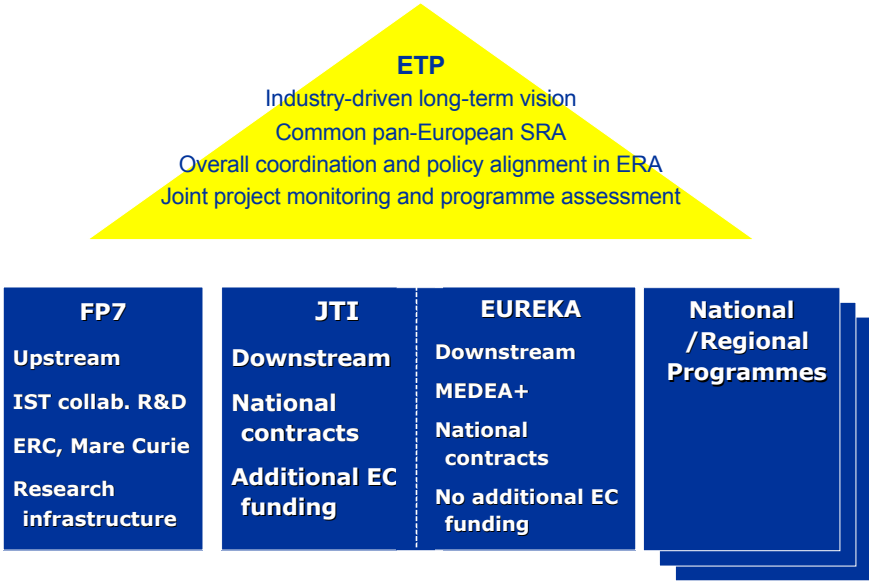 ETP
Industry-driven long-term vision
Common pan-European SRA
Overall coordination and policy alignment in ERA
Joint project monitoring and programme assessment
FP7
Upstream
IST collab. R&D
ERC, Mare Curie
Research
infrastructure
JTI
Downstream
National
contracts
Additional EC
funding
EUREKA
Downstream
MEDEA+
National
contracts
No additional EC
funding
National
/Regional
Programmes